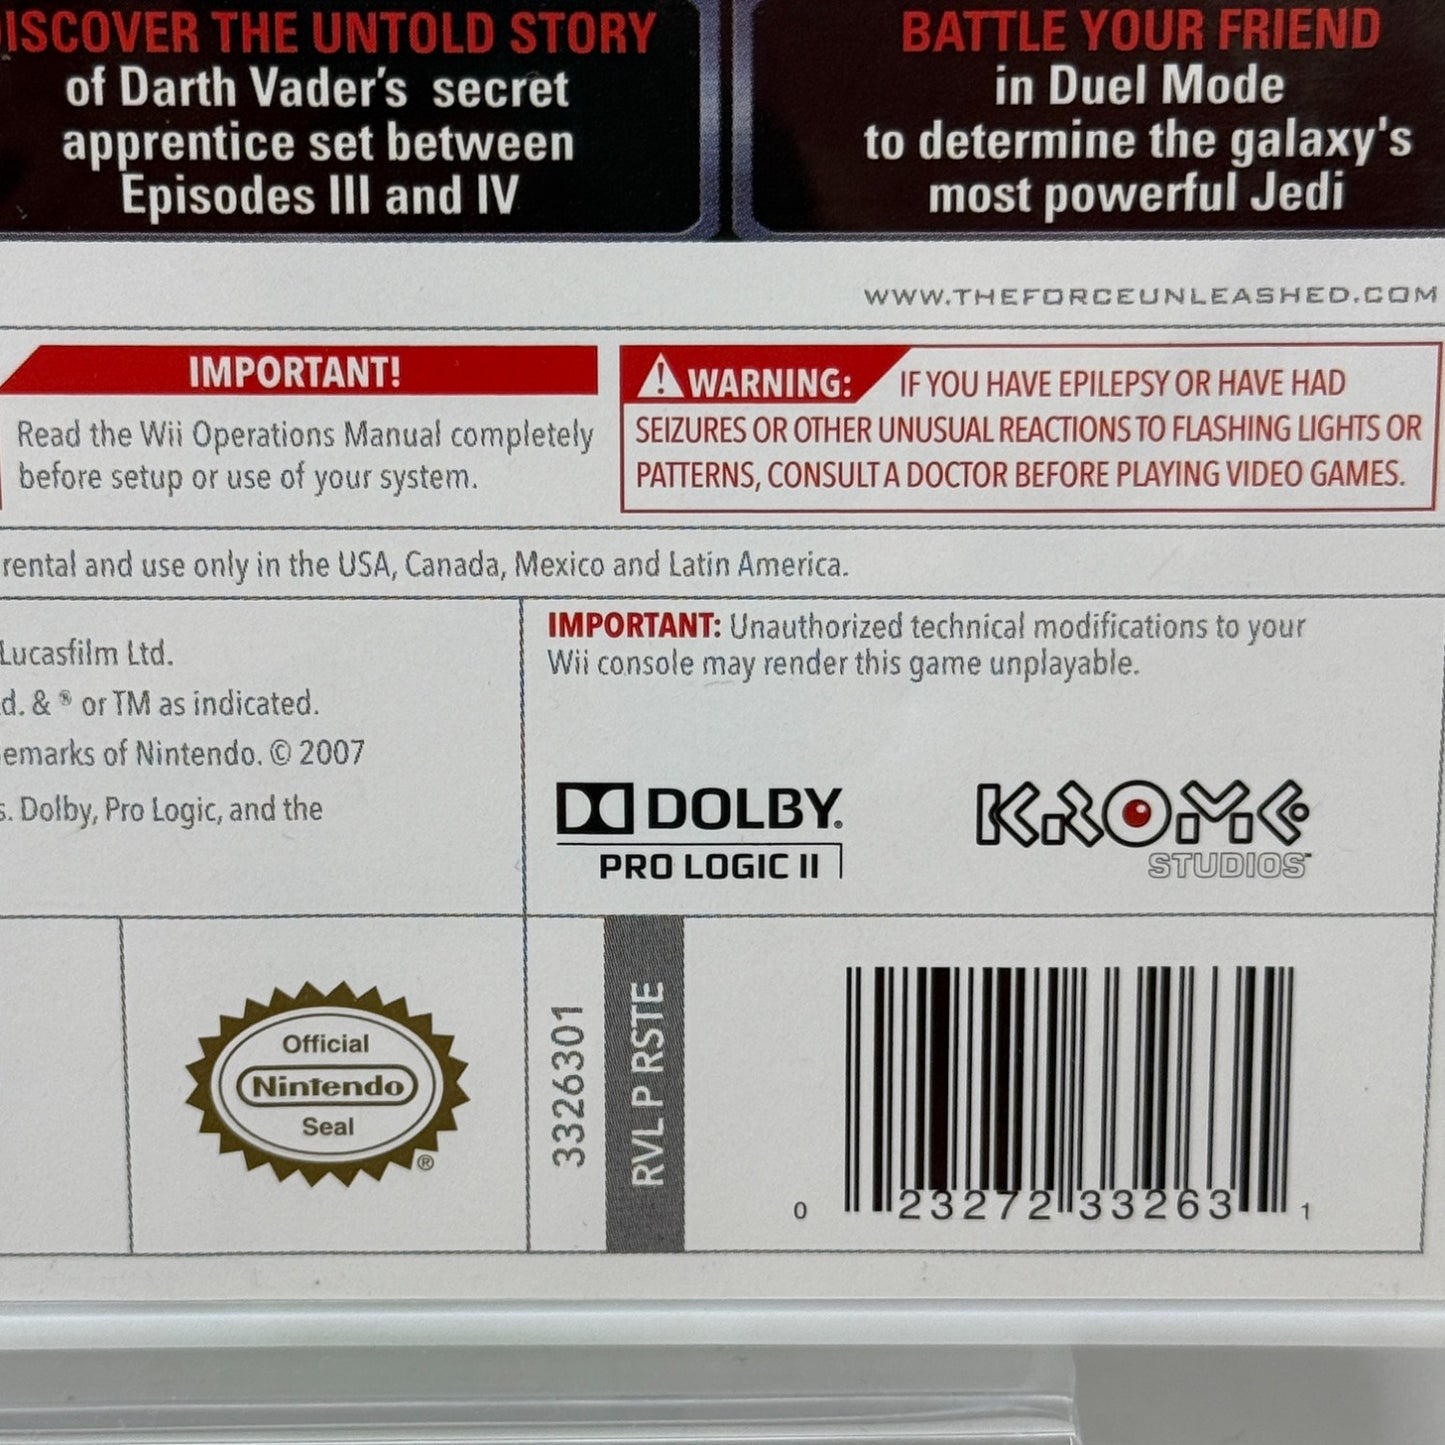 DISCOVER THE UNTOLD STORY
of Darth Vader's secret
apprentice set between
Episodes III and IV
BATTLE YOUR FRIEND
in Duel Mode
to determine the galaxy's
most powerful Jedi
WWW.THEFORCEUNLEASHED.COM
IMPORTANT!
Read the Wii Operations Manual completely
before setup or use of your system.
WARNING: IF YOU HAVE EPILEPSY OR HAVE HAD
SEIZURES OR OTHER UNUSUAL REACTIONS TO FLASHING LIGHTS OR
PATTERNS, CONSULT A DOCTOR BEFORE PLAYING VIDEO GAMES.
rental and use only in the USA, Canada, Mexico and Latin America.
Lucasfilm Ltd.
d. & ® or TM as indicated.
emarks of Nintendo. © 2007
s. Dolby, Pro Logic, and the
IMPORTANT: Unauthorized technical modifications to your
Wii console may render this game unplayable.
DOLBY®
PRO LOGIC II
KROME
STUDIOS™
Official
Nintendo
Seal
®
3326301
RVL P RSTE
0 23272 33263 1